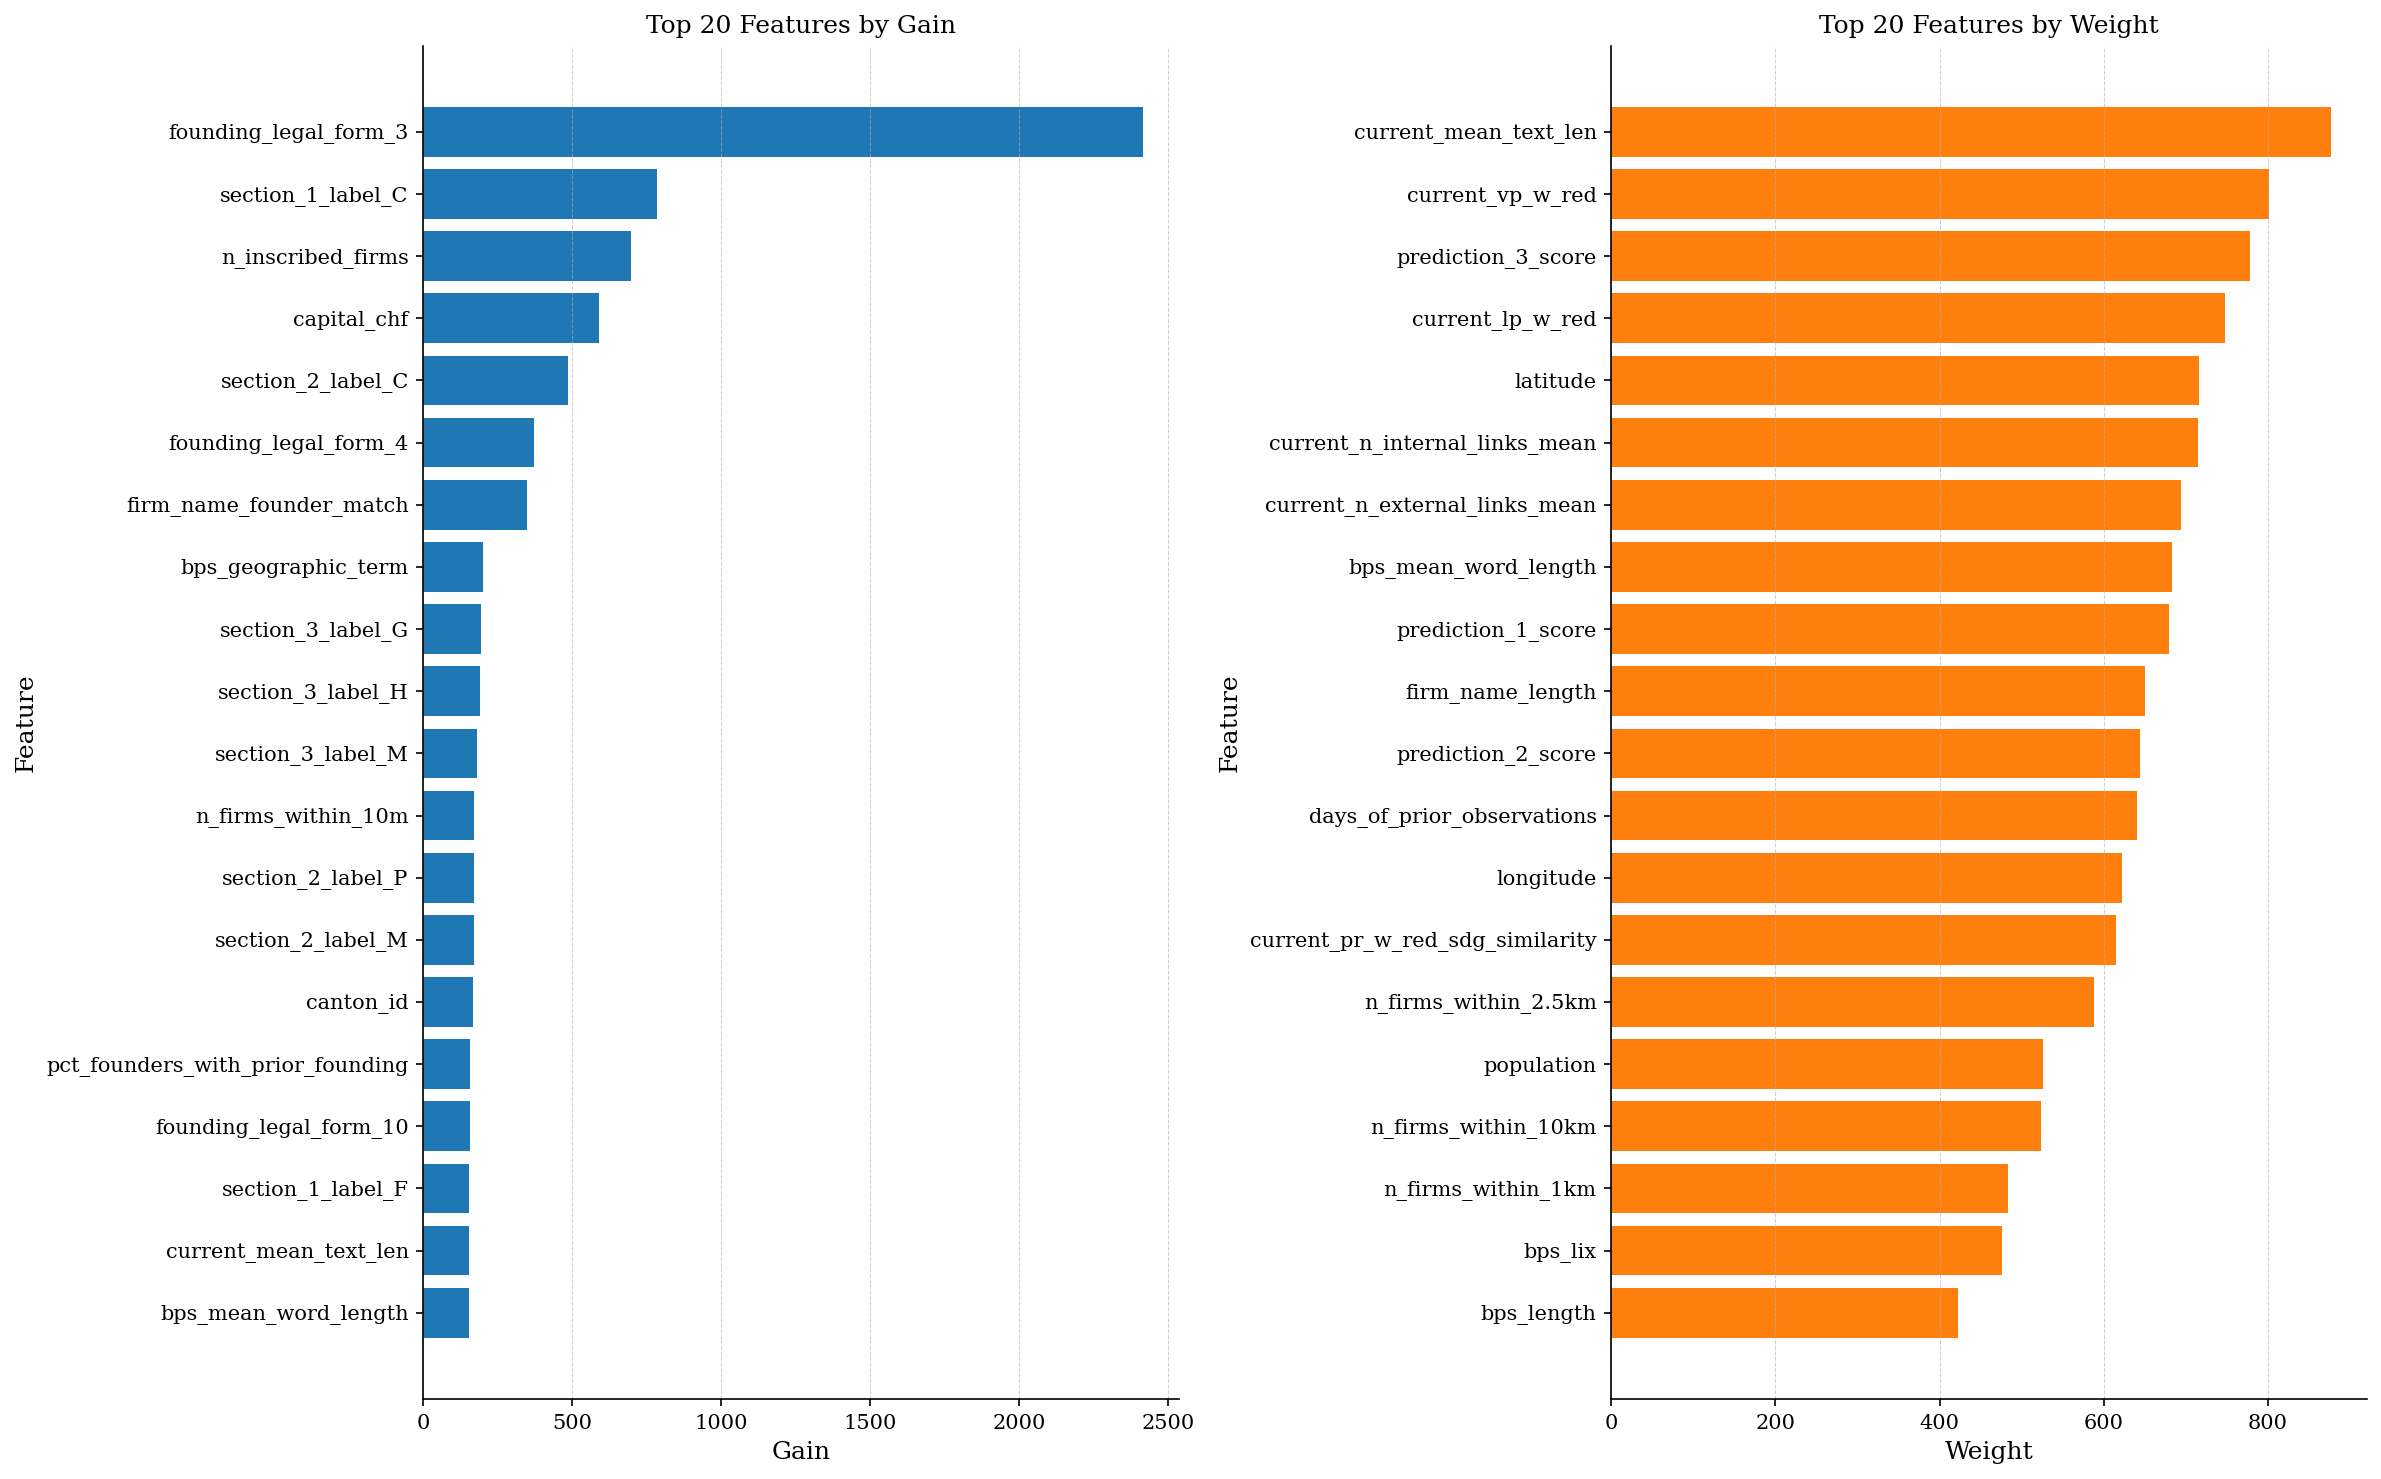 Top 20 Features by Gain
founding_legal_form_3
section_1_label_C
n_inscribed_firms
capital_chf
section_2_label_C
founding_legal_form_4
firm_name_founder_match
bps_geographic_term
section_3_label_G
section_3_label_H
section_3_label_M
n_firms_within_10m
section_2_label_P
section_2_label_M
canton_id
pct_founders_with_prior_founding
founding_legal_form_10
section_1_label_F
current_mean_text_len
bps_mean_word_length
Feature
0 500 1000 1500 2000 2500
Gain
Top 20 Features by Weight
current_mean_text_len
current_vp_w_red
prediction_3_score
current_lp_w_red
latitude
current_n_internal_links_mean
current_n_external_links_mean
bps_mean_word_length
prediction_1_score
firm_name_length
prediction_2_score
days_of_prior_observations
longitude
current_pr_w_red_sdg_similarity
n_firms_within_2.5km
population
n_firms_within_10km
n_firms_within_1km
bps_lix
bps_length
Feature
0 200 400 600 800
Weight